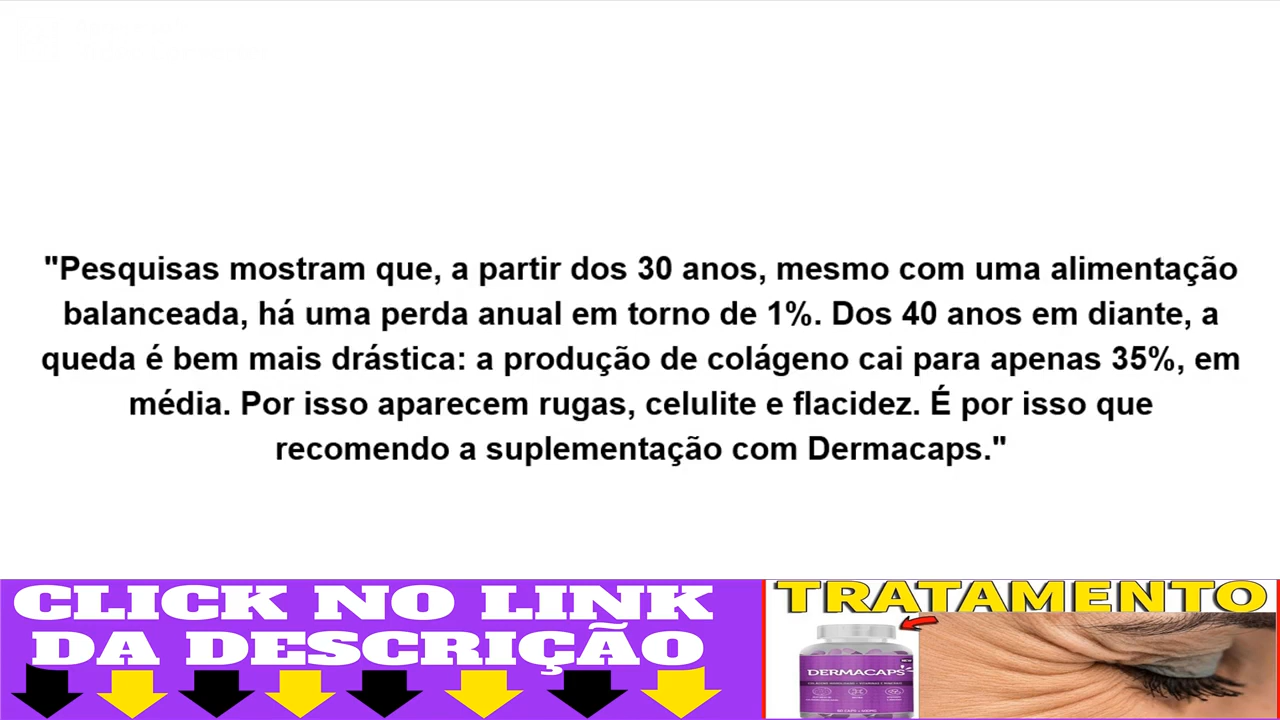 "Pesquisas mostram que, a partir dos 30 anos, mesmo com uma alimentação
balanceada, há uma perda anual em torno de 1%. Dos 40 anos em diante, a
queda é bem mais drástica: a produção de colágeno cai para apenas 35%, em
média. Por isso aparecem rugas, celulite e flacidez. É por isso que
recomendo a suplementação com Dermacaps."
CLICK NO LINK
DA DESCRIÇÃO
TRATAMENTO
DERMACAPS